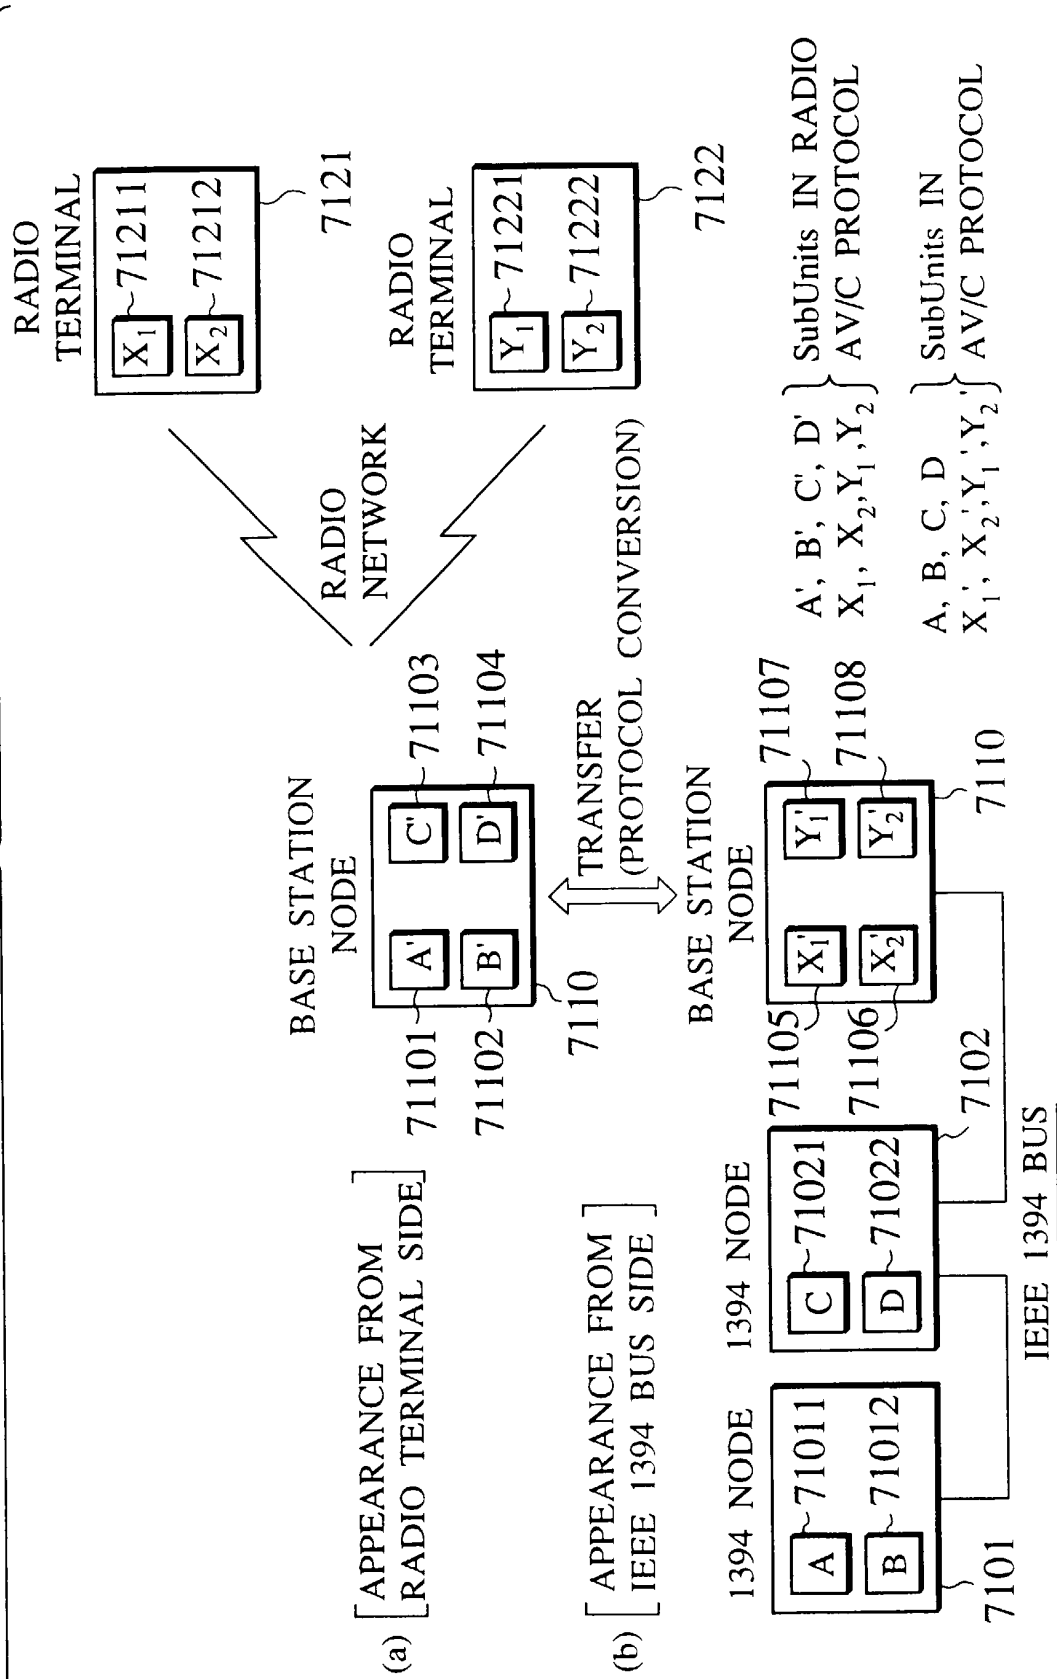 (a)
APPEARANCE FROM
RADIO TERMINAL SIDE
BASE STATION
NODE
71101
A'
C'
71103
71102
B'
D'
71104
7110
RADIO
NETWORK
RADIO
TERMINAL
X1
71211
X2
71212
7121
RADIO
TERMINAL
Y1
71221
Y2
71222
7122
TRANSFER
(PROTOCOL CONVERSION)
(b)
APPEARANCE FROM
IEEE 1394 BUS SIDE
1394 NODE
A
71011
B
71012
7101
1394 NODE
C
71021
D
71022
7102
BASE STATION
NODE
71105
X1'
Y1'
71107
71106
X2'
Y2'
71108
7110
IEEE 1394 BUS
A', B', C', D'
X1, X2, Y1, Y2
SubUnits IN RADIO
AV/C PROTOCOL
A, B, C, D
X1', X2', Y1', Y2'
SubUnits IN
AV/C PROTOCOL